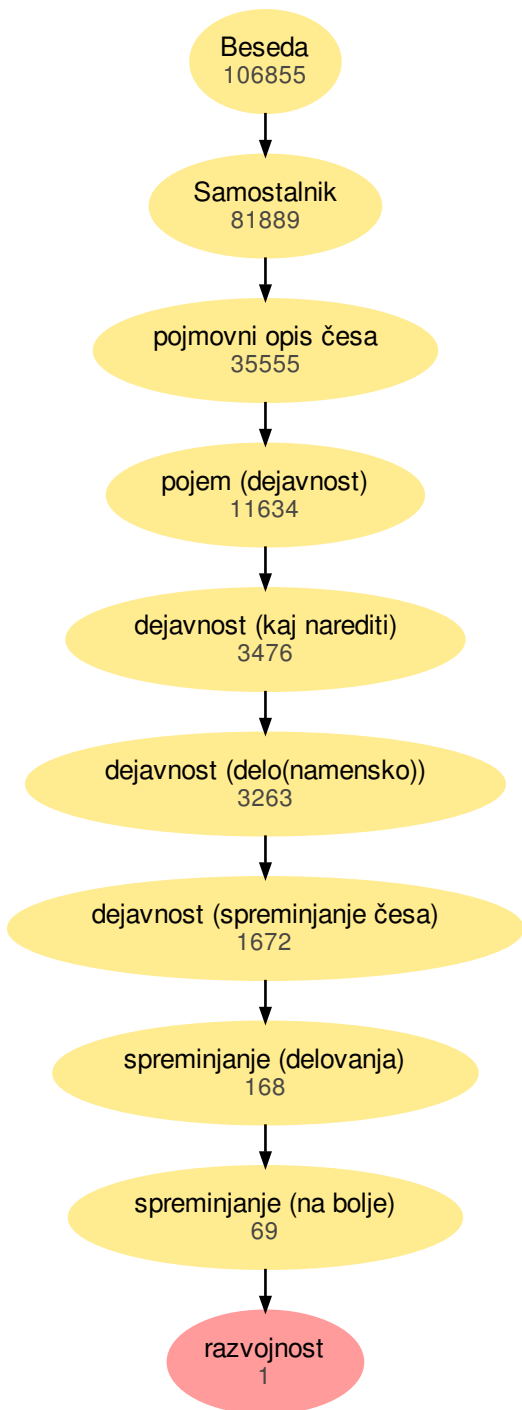 Beseda
106855
Samostalnik
81889
pojmovni opis česa
35555
pojem (dejavnost)
11634
dejavnost (kaj narediti)
3476
dejavnost (delo(namensko))
3263
dejavnost (spreminjanje česa)
1672
spreminjanje (delovanja)
168
spreminjanje (na bolje)
69
razvojnost
1